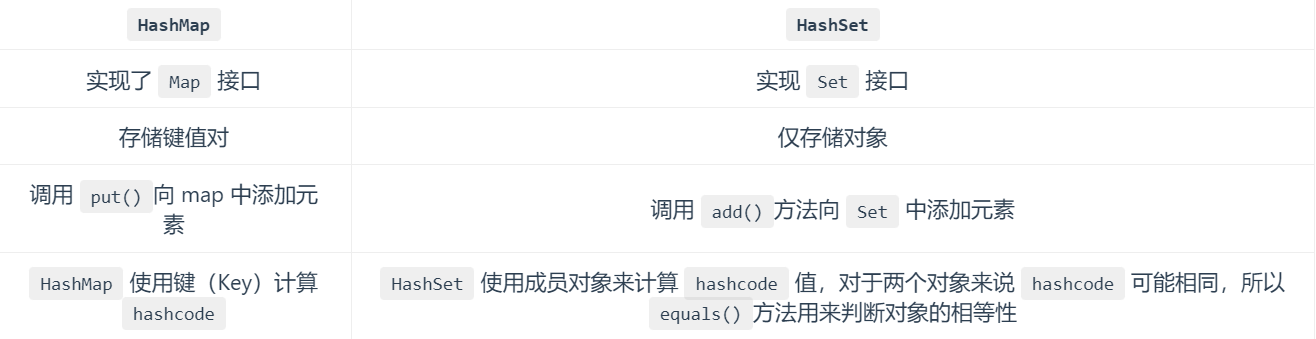 HashMap
HashSet
实现了 Map 接口
实现 Set 接口
存储键值对
仅存储对象
调用 put()向 map 中添加元
素
调用 add()方法向 Set 中添加元素
HashMap 使用键（Key）计算
hashcode
HashSet 使用成员对象来计算 hashcode 值，对于两个对象来说 hashcode 可能相同，所以
equals()方法用来判断对象的相等性